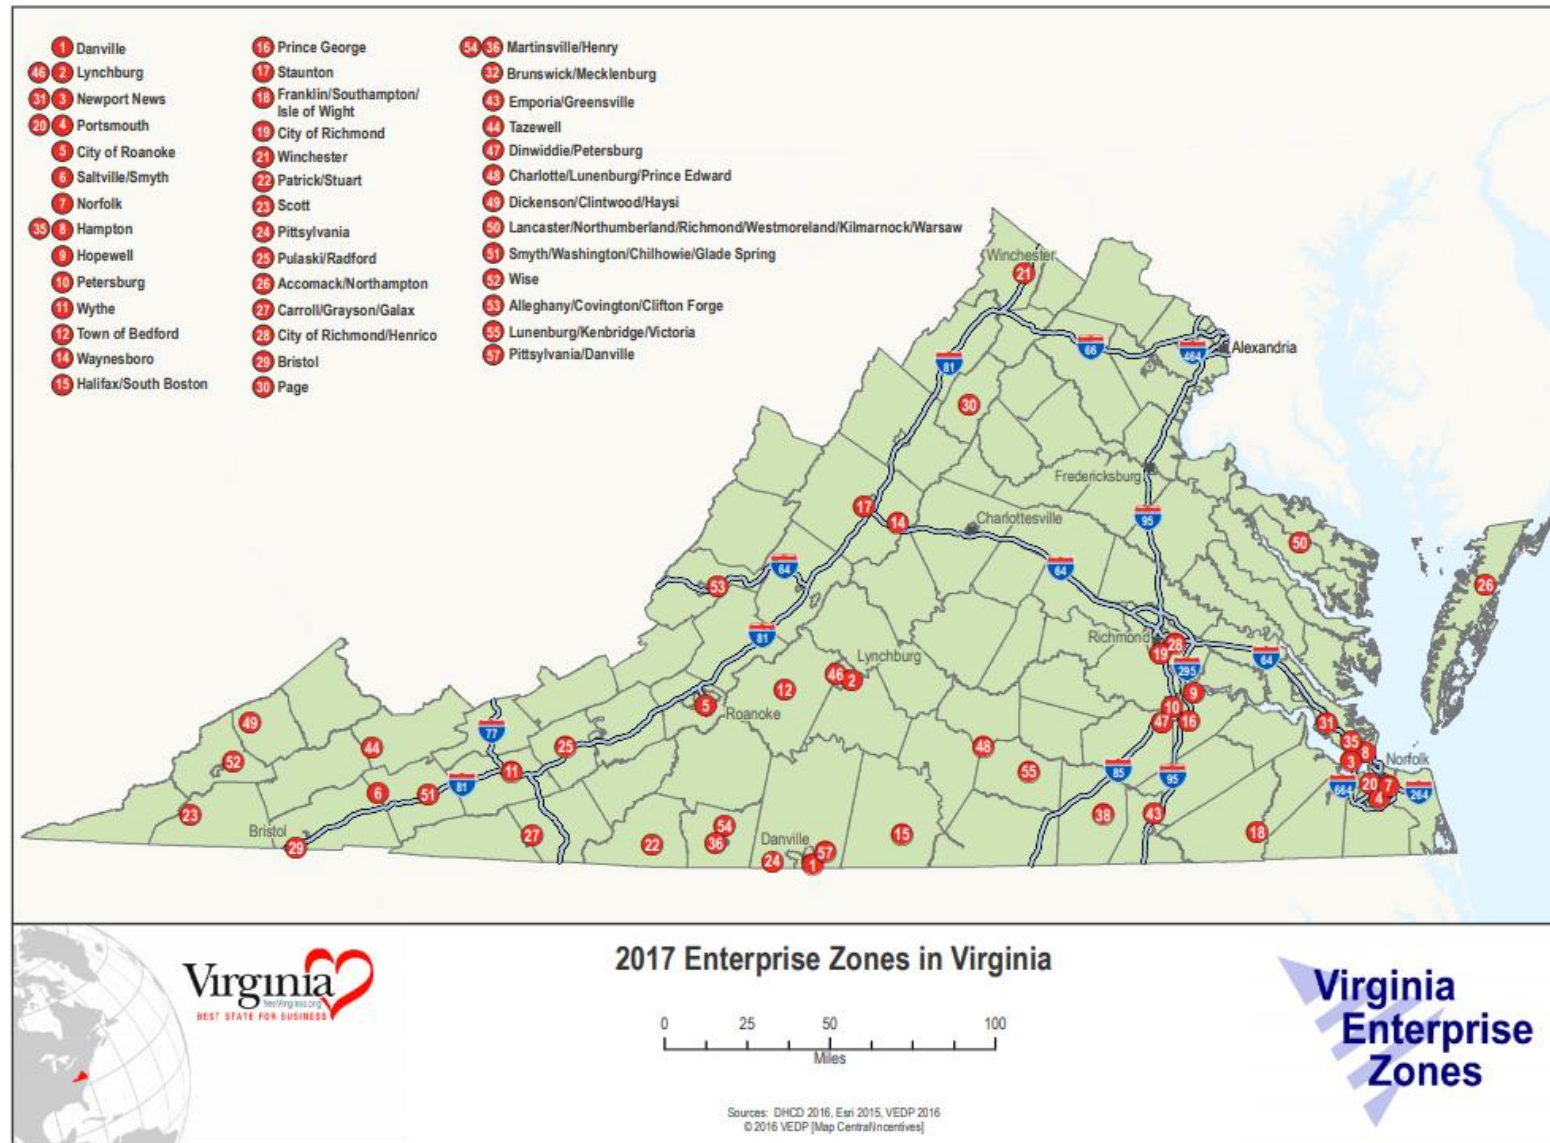 1 Danville
46 2 Lynchburg
31 3 Newport News
20 4 Portsmouth
5 City of Roanoke
6 Saltville/Smyth
7 Norfolk
35 8 Hampton
9 Hopewell
10 Petersburg
11 Wythe
12 Town of Bedford
14 Waynesboro
15 Halifax/South Boston
16 Prince George
17 Staunton
18 Franklin/Southampton/
Isle of Wight
19 City of Richmond
21 Winchester
22 Patrick/Stuart
23 Scott
24 Pittsylvania
25 Pulaski/Radford
26 Accomack/Northampton
27 Carroll/Grayson/Galax
28 City of Richmond/Henrico
29 Bristol
30 Page
54 36 Martinsville/Henry
32 Brunswick/Mecklenburg
43 Emporia/Greensville
44 Tazewell
47 Dinwiddie/Petersburg
48 Charlotte/Lunenburg/Prince Edward
49 Dickenson/Clintwood/Haysi
50 Lancaster/Northumberland/Richmond/Westmoreland/Kilmarnock/Warsaw
51 Smyth/Washington/Chilhowie/Glade Spring
52 Wise
53 Alleghany/Covington/Clifton Forge
55 Lunenburg/Kenbridge/Victoria
57 Pittsylvania/Danville
Winchester
21
66
464
Alexandria
81
30
Fredericksburg
17
14
Charlottesville
95
50
64
53
64
26
81
Richmond
28
19
64
295
Lynchburg
46
2
12
9
5
Roanoke
10
47
16
31
49
77
44
25
48
35
8
3
Norfolk
52
11
55
85
95
20
7
664
264
4
6
51
81
23
38
43
Bristol
29
27
22
54
36
Danville
24
57
1
15
18
Virginia
YesVirginia.org
BEST STATE FOR BUSINESS
2017 Enterprise Zones in Virginia
0 25 50 100
Miles
Sources: DHCD 2016, Esri 2015, VEDP 2016
© 2016 VEDP [Map Central\Incentives]
Virginia
Enterprise
Zones